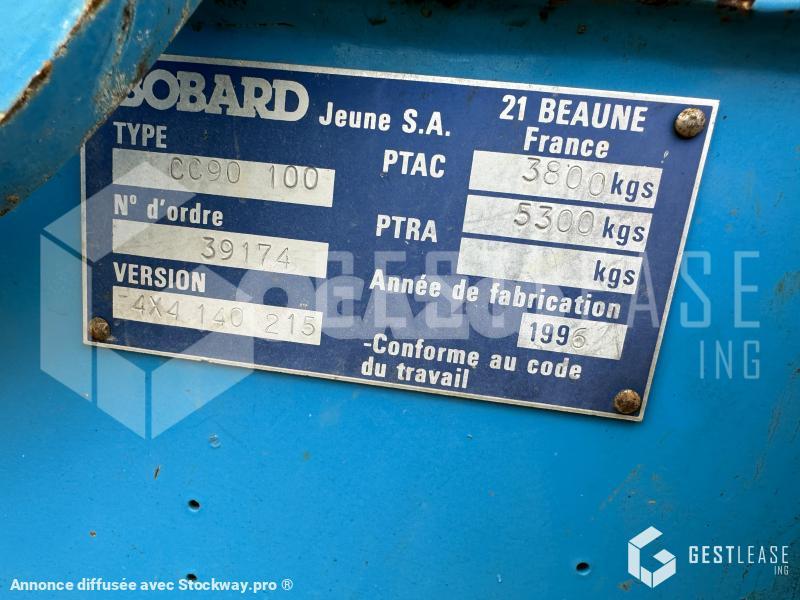 BOBARD Jeune S.A.
21 BEAUNE
France
TYPE
CC90 100
PTAC
3800 kgs
N° d'ordre
39174
PTRA
5300 kgs
kgs
VERSION
4X4 140 215
Année de fabrication
1996
-Conforme au code
du travail
GESTLEASE
ING
GESTLEASE
ING
Annonce diffusée avec Stockway.pro ®